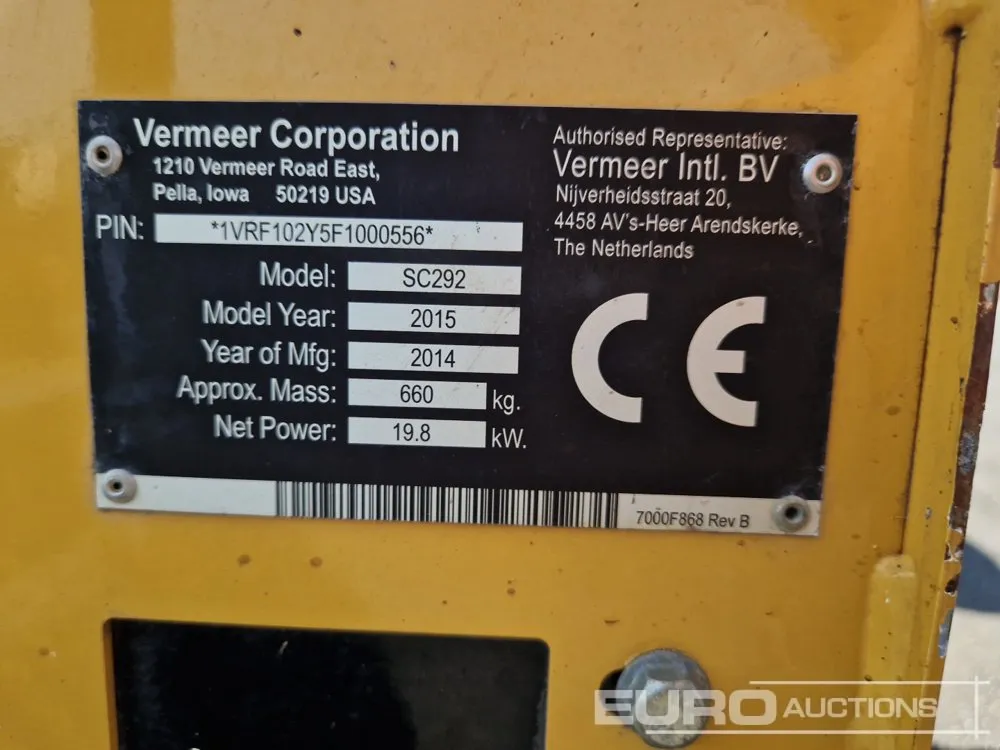 Vermeer Corporation
1210 Vermeer Road East,
Pella, Iowa 50219 USA
Authorised Representative:
Vermeer Intl. BV
Nijverheidsstraat 20,
4458 AV's-Heer Arendskerke,
The Netherlands
PIN: *1VRF102Y5F1000556*
Model: SC292
Model Year: 2015
Year of Mfg: 2014
Approx. Mass: 660 kg.
Net Power: 19.8 kW.
CE
7000F868 Rev B
EURO AUCTIONS